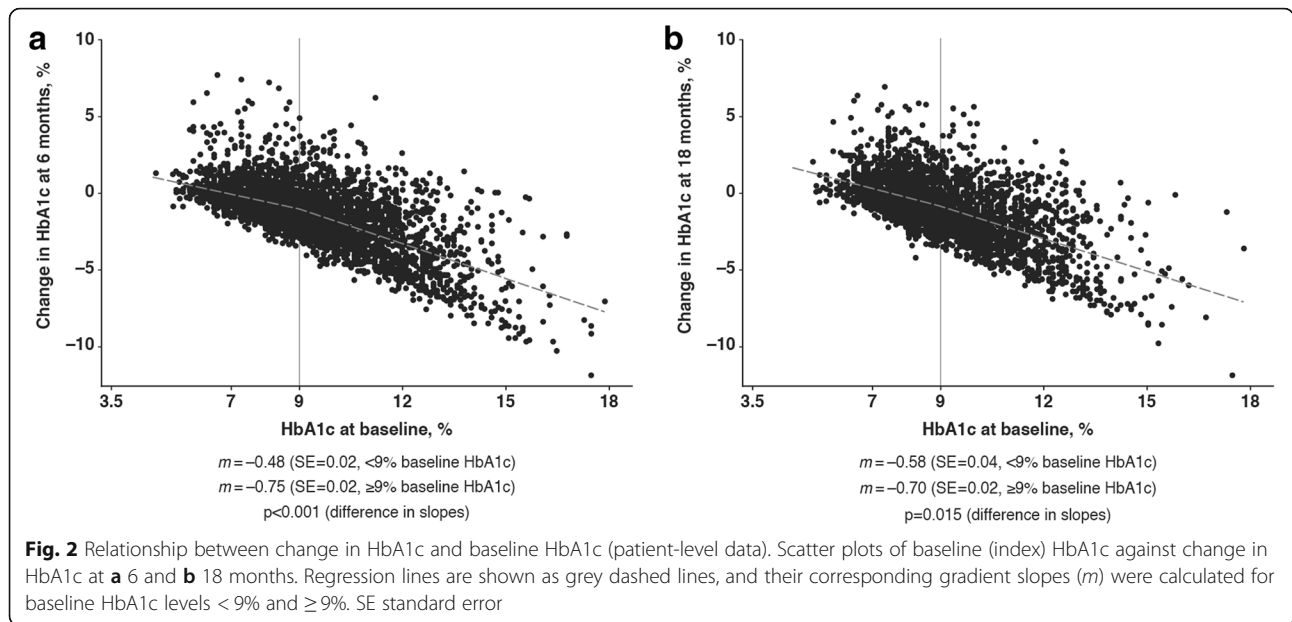 a
10
5
0
−5
−10
Change in HbA1c at 6 months, %
3.5 7 9 12 15 18
HbA1c at baseline, %
m=−0.48 (SE=0.02, <9% baseline HbA1c)
m=−0.75 (SE=0.02, ≥9% baseline HbA1c)
p<0.001 (difference in slopes)
b
10
5
0
−5
−10
Change in HbA1c at 18 months, %
3.5 7 9 12 15 18
HbA1c at baseline, %
m=−0.58 (SE=0.04, <9% baseline HbA1c)
m=−0.70 (SE=0.02, ≥9% baseline HbA1c)
p=0.015 (difference in slopes)
Fig. 2 Relationship between change in HbA1c and baseline HbA1c (patient-level data). Scatter plots of baseline (index) HbA1c against change in
HbA1c at a 6 and b 18 months. Regression lines are shown as grey dashed lines, and their corresponding gradient slopes (m) were calculated for
baseline HbA1c levels < 9% and ≥ 9%. SE standard error